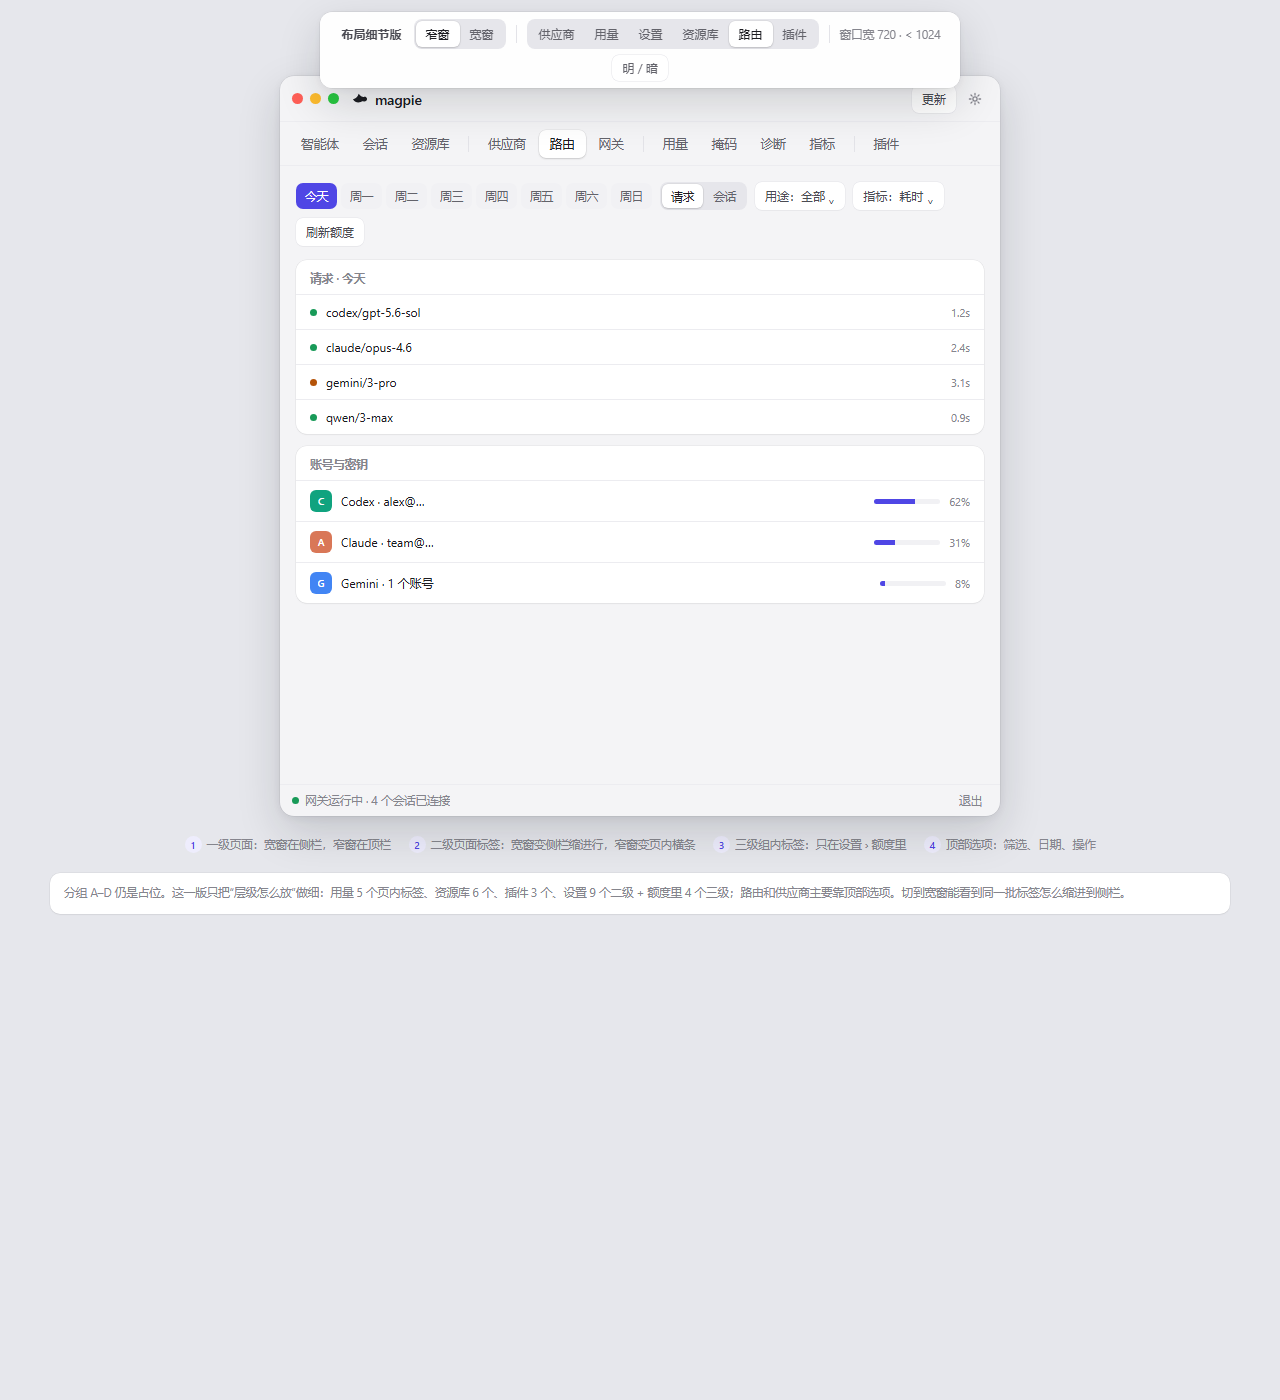 布局细节版 窄窗 宽窗 供应商 用量 设置 资源库 路由 插件 窗口宽 720 · < 1024
明 / 暗
magpie 更新
智能体 会话 资源库 供应商 路由 网关 用量 掩码 诊断 指标 插件
今天 周一 周二 周三 周四 周五 周六 周日 请求 会话 用途：全部 指标：耗时
刷新额度
请求 · 今天
codex/gpt-5.6-sol 1.2s
claude/opus-4.6 2.4s
gemini/3-pro 3.1s
qwen/3-max 0.9s
账号与密钥
C Codex · alex@... 62%
A Claude · team@... 31%
G Gemini · 1 个账号 8%
网关运行中 · 4 个会话已连接 退出
1 一级页面：宽窗在侧栏，窄窗在顶栏 2 二级页面标签：宽窗变侧栏缩进行，窄窗变页内横条 3 三级组内标签：只在设置 › 额度里 4 顶部选项：筛选、日期、操作
分组 A–D 仍是占位。这一版只把“层级怎么放”做细：用量 5 个页内标签、资源库 6 个、插件 3 个、设置 9 个二级 + 额度里 4 个三级；路由和供应商主要靠顶部选项。切到宽窗能看到同一批标签怎么缩进到侧栏。